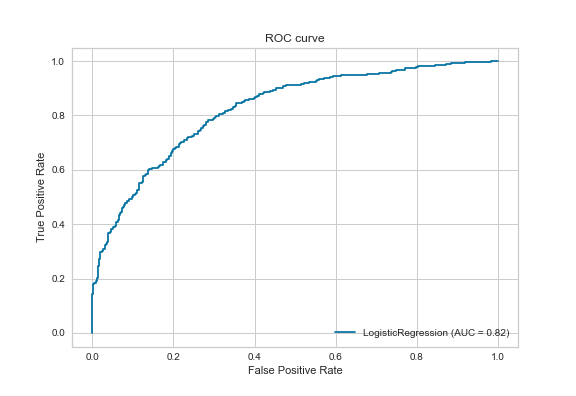 ROC curve
1.0
0.8
0.6
0.4
0.2
0.0
True Positive Rate
LogisticRegression (AUC = 0.82)
0.0 0.2 0.4 0.6 0.8 1.0
False Positive Rate